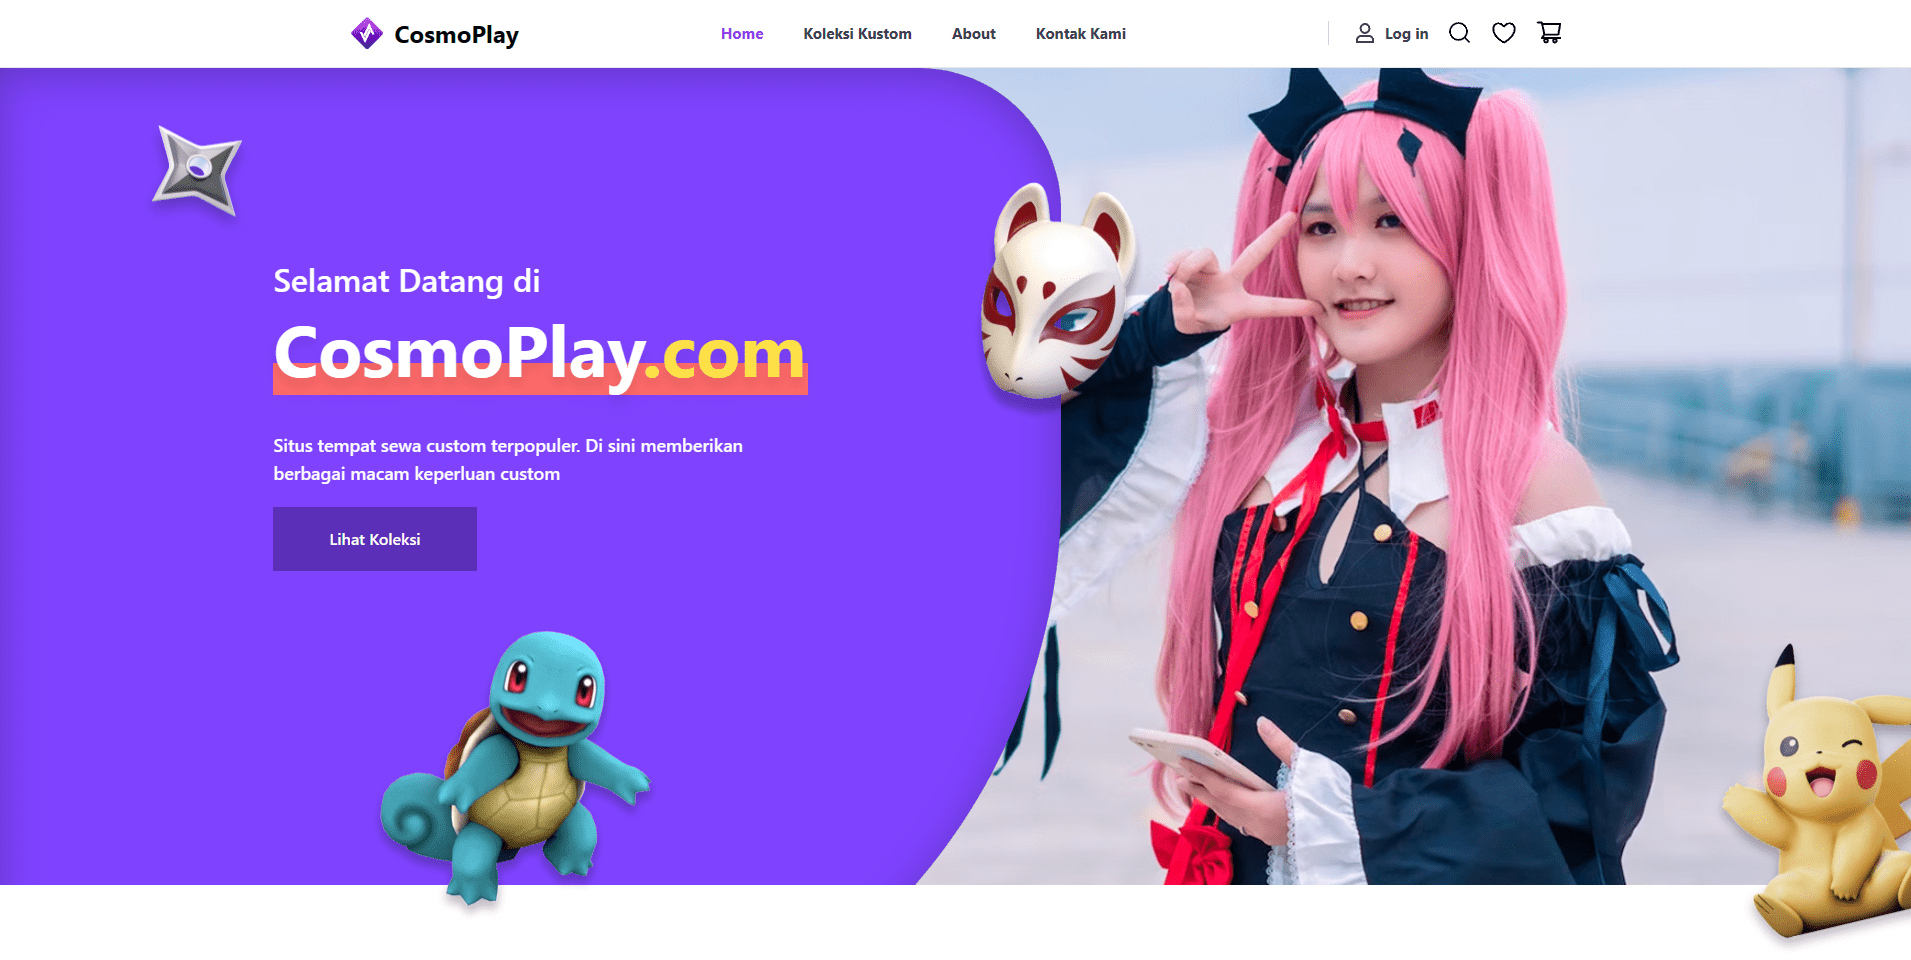 CosmoPlay
Home
Koleksi Kustom
About
Kontak Kami
Log in
Selamat Datang di
CosmoPlay.com
Situs tempat sewa custom terpopuler. Di sini memberikan
berbagai macam keperluan custom
Lihat Koleksi